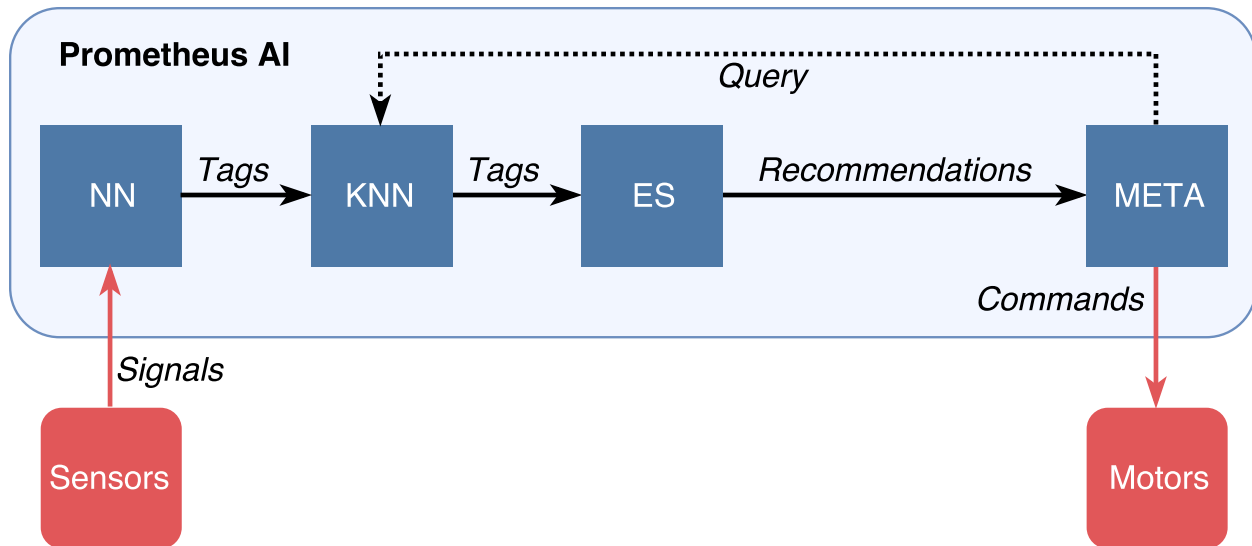 Prometheus AI
Query
NN
Tags
KNN
Tags
ES
Recommendations
META
Commands
Signals
Sensors
Motors